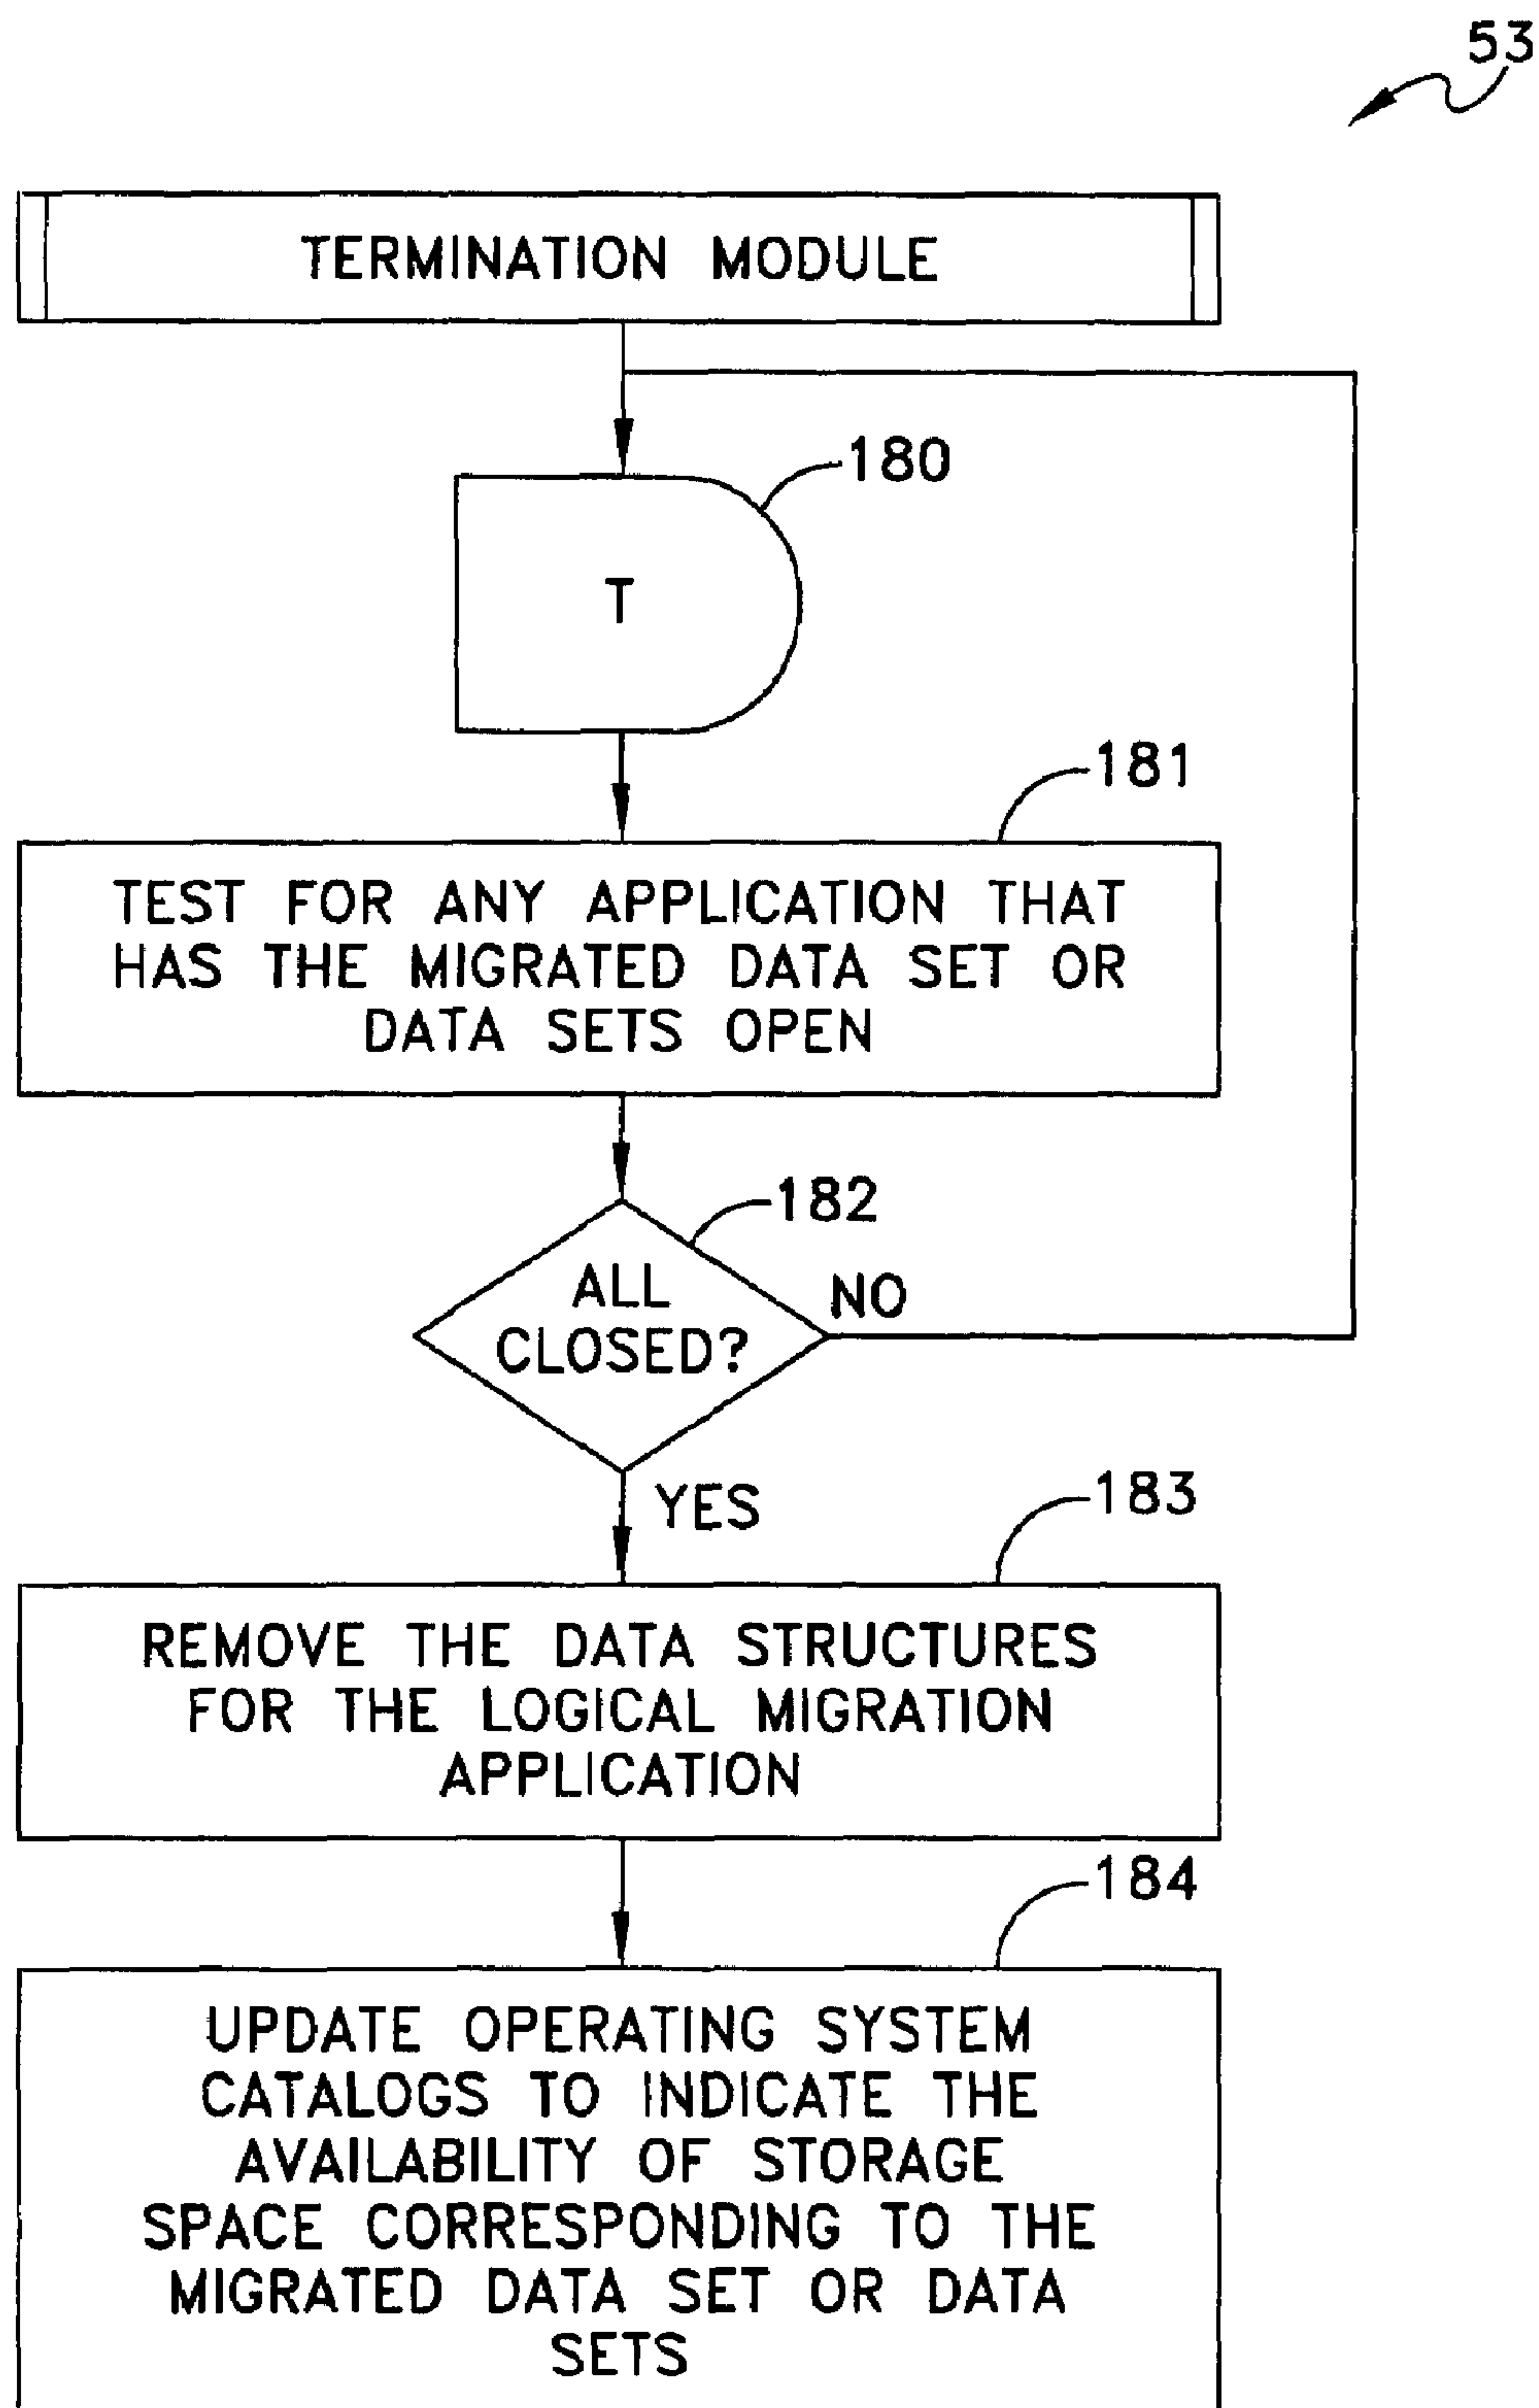 53
TERMINATION MODULE
180
T
181
TEST FOR ANY APPLICATION THAT
HAS THE MIGRATED DATA SET OR
DATA SETS OPEN
182
ALL
CLOSED?
NO
YES
183
REMOVE THE DATA STRUCTURES
FOR THE LOGICAL MIGRATION
APPLICATION
184
UPDATE OPERATING SYSTEM
CATALOGS TO INDICATE THE
AVAILABILITY OF STORAGE
SPACE CORRESPONDING TO THE
MIGRATED DATA SET OR DATA
SETS